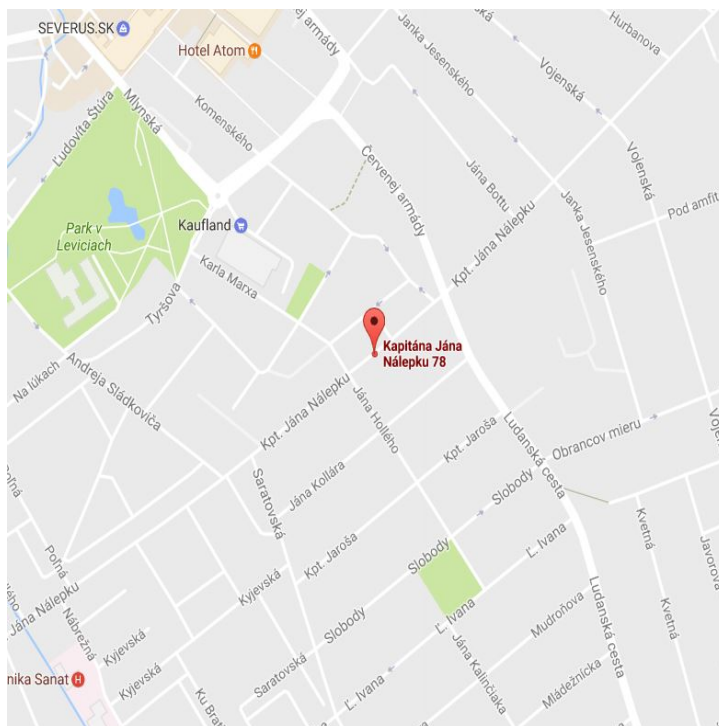 SEVERUS.SK
Hotel Atom
Mlynská
Ľudovíta Štúra
Komenského
Janka Jesenského
Vojenská
Hurbanova
Vojenská
Červenej armády
Jána Bottu
Janka Jesenského
Pod amfit
Park v
Leviciach
Kaufland
Karla Marxa
Tyršova
Kpt. Jána Nálepku
Kapitána Jána
Nálepku 78
Na lúkach
Andreja Sládkoviča
Kpt. Jána Nálepku
Jána Hollého
Ludanská cesta
Kpt. Jaroša
Obrancov mieru
Slobody
Saratovská
Jána Kollára
Poľná
Poľná
Kpt. Jaroša
Kyjevská
Slobody
Ľ. Ivana
Kvetná
Javorová
Jána Nálepku
Nábrežná
Kyjevská
Slobody
Ľ. Ivana
Mudroňova
Ludanská cesta
Kvetná
nika Sanat
Kyjevská
Saratovská
Jána Kalinčiaka
Mládežnícka
Ku Brat
Ľ. Ivana